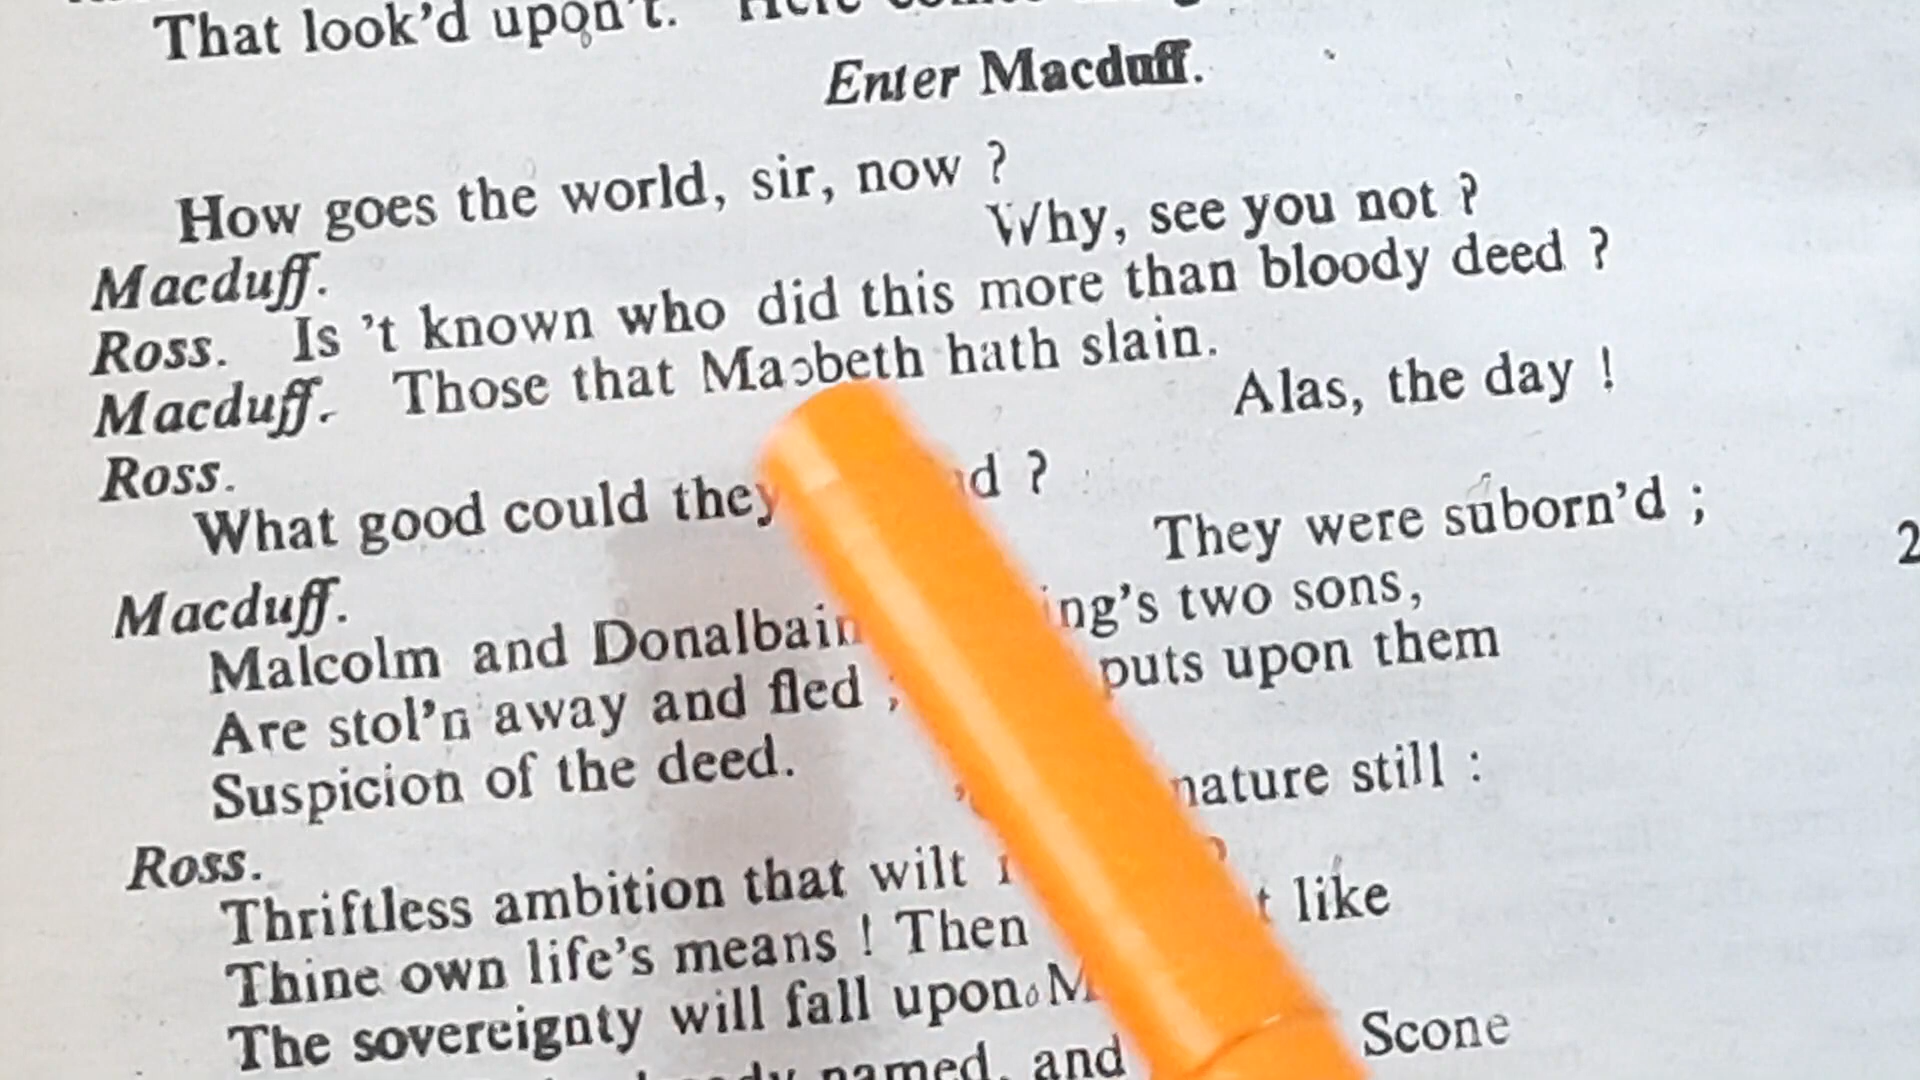 That look'd upon't.
Enter Macduff.
How goes the world, sir, now ?
Macduff. Why, see you not ?
Ross. Is 't known who did this more than bloody deed ?
Macduff. Those that Macbeth hath slain.
Ross. Alas, the day !
What good could they ?
Macduff. They were suborn'd ;
Malcolm and Donalbain two sons,
Are stol'n away and fled ; puts upon them
Suspicion of the deed.
Ross. nature still :
Thriftless ambition that wilt
Thine own life's means ! Then like
The sovereignty will fall upon
named, and Scone
2